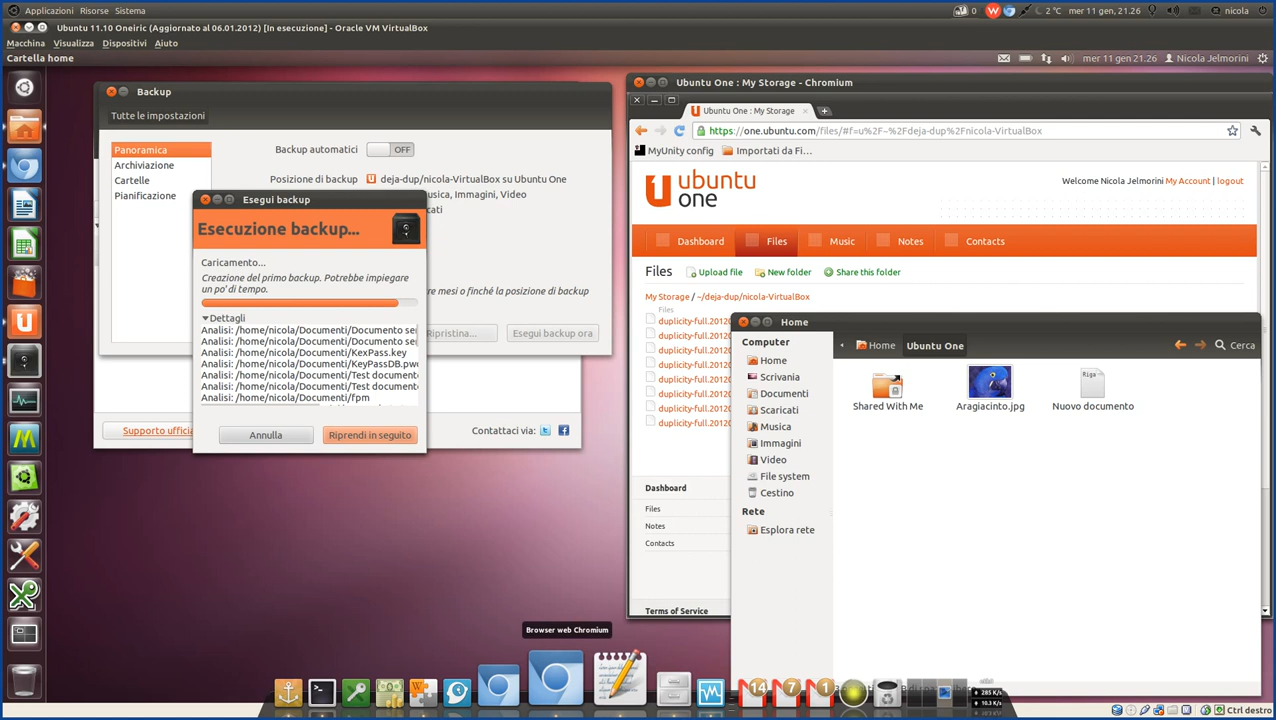 Applicazioni Risorse Sistema
0 2 °C mer 11 gen, 21.26 nicola
Ubuntu 11.10 Oneiric (Aggiornato al 06.01.2012) [In esecuzione] - Oracle VM VirtualBox
Macchina Visualizza Dispositivi Aiuto
Cartella home
mer 11 gen 21.26 Nicola Jelmorini
Backup
Tutte le impostazioni
Panoramica
Archiviazione
Cartelle
Pianificazione
Backup automatici OFF
Posizione di backup deja-dup/nicola-VirtualBox su Ubuntu One
usica, Immagini, Video
cati
re mesi o finché la posizione di backup
Ripristina... Esegui backup ora
Supporto ufficia
Contattaci via:
Esegui backup
Esecuzione backup...
Caricamento...
Creazione del primo backup. Potrebbe impiegare
un po' di tempo.
Dettagli
Analisi: /home/nicola/Documenti/Documento se
Analisi: /home/nicola/Documenti/Documento se
Analisi: /home/nicola/Documenti/KexPass.key
Analisi: /home/nicola/Documenti/KeyPassDB.pw
Analisi: /home/nicola/Documenti/Test document
Analisi: /home/nicola/Documenti/Test document
Analisi: /home/nicola/Documenti/fpm
Annulla Riprendi in seguito
Ubuntu One : My Storage - Chromium
Ubuntu One : My Storage
https://one.ubuntu.com/files/#f=u%2F~%2Fdeja-dup%2Fnicola-VirtualBox
MyUnity config Importati da Fi...
ubuntu
one
Welcome Nicola Jelmorini My Account | logout
Dashboard Files Music Notes Contacts
Files Upload file New folder Share this folder
My Storage / ~/deja-dup/nicola-VirtualBox
Files
duplicity-full.2012
duplicity-full.2012
duplicity-full.2012
duplicity-full.2012
duplicity-full.2012
duplicity-full.2012
duplicity-full.2012
duplicity-full.2012
Dashboard
Files
Notes
Contacts
Terms of Service
Home
Computer
Home
Scrivania
Documenti
Scaricati
Musica
Immagini
Video
File system
Cestino
Rete
Esplora rete
Home Ubuntu One Cerca
Riga
Shared With Me Aragiacinto.jpg Nuovo documento
Browser web Chromium
14 7 1
285 K/s
10.3 K/s
Ctrl destro